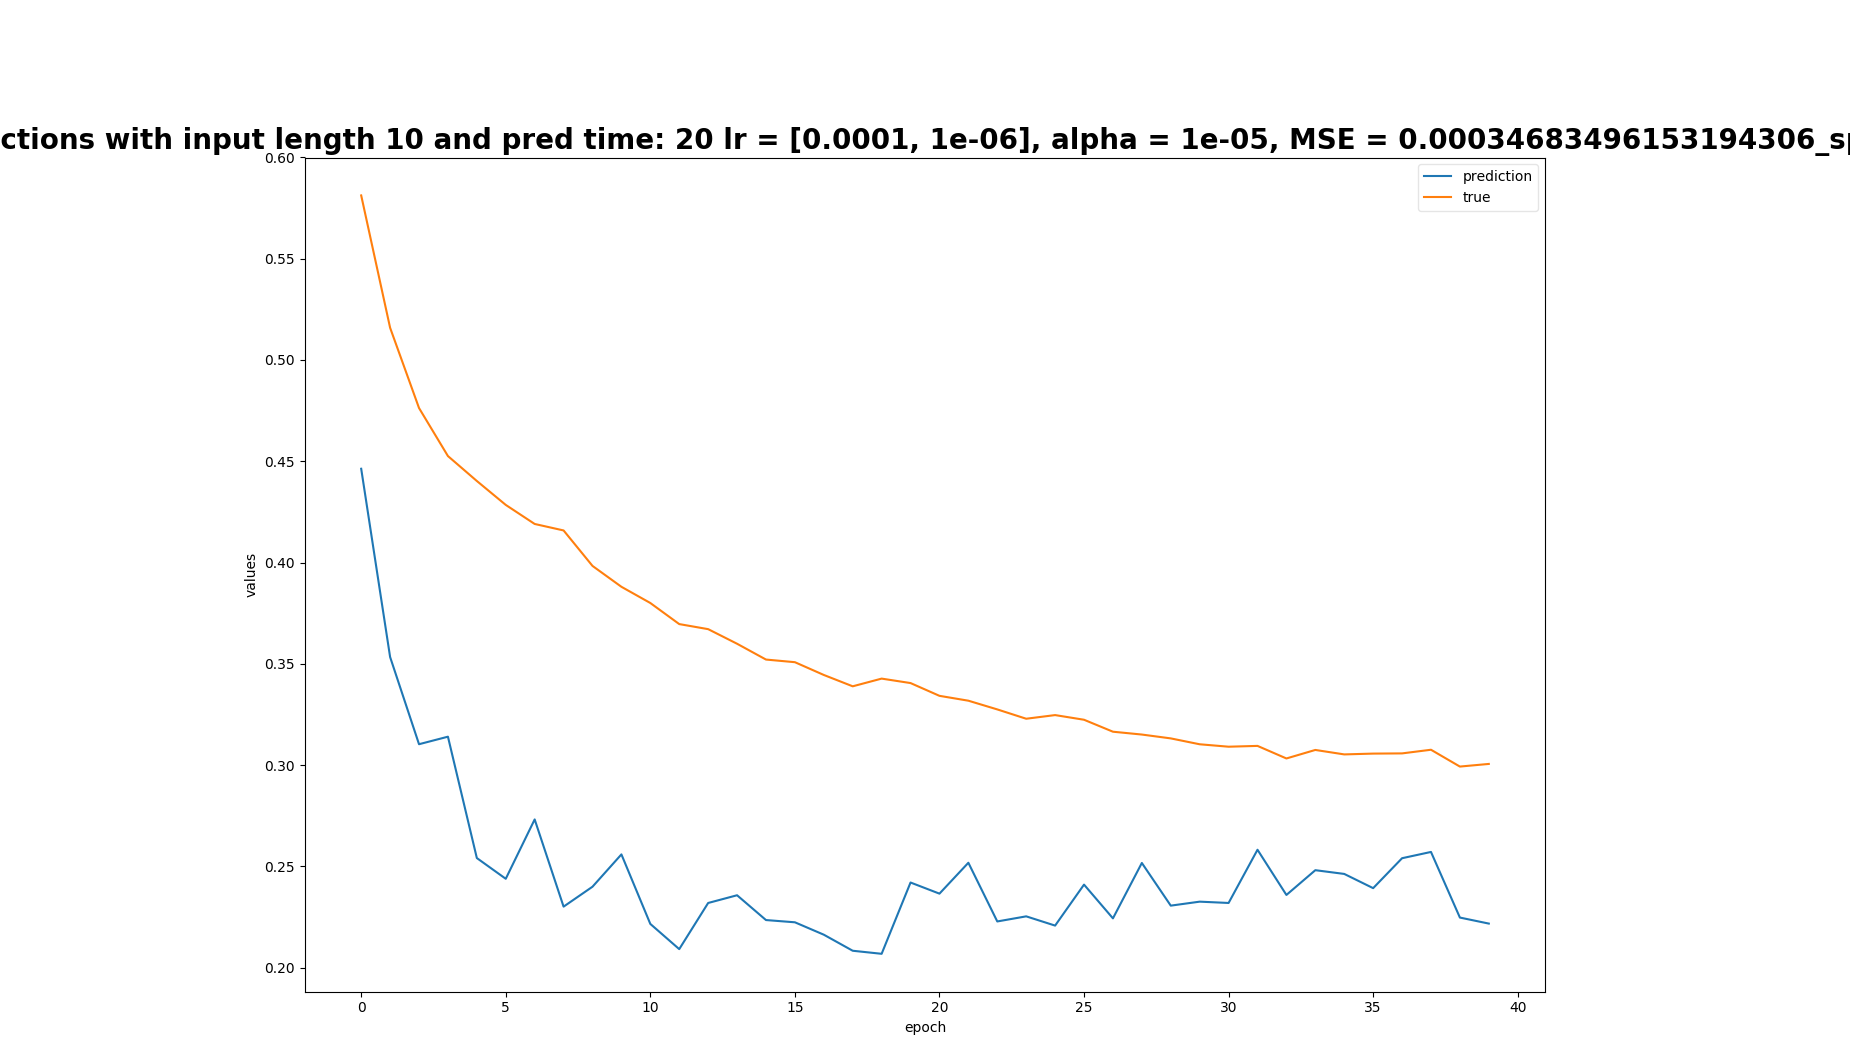 ctions with input length 10 and pred time: 20 lr = [0.0001, 1e-06], alpha = 1e-05, MSE = 0.00034683496153194306_sp
prediction
true
0.60
0.55
0.50
0.45
0.40
0.35
0.30
0.25
0.20
values
0 5 10 15 20 25 30 35 40
epoch